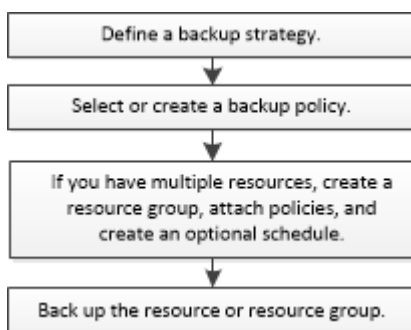 Define a backup strategy.
Select or create a backup policy.
If you have multiple resources, create a
resource group, attach policies, and
create an optional schedule.
Back up the resource or resource group.